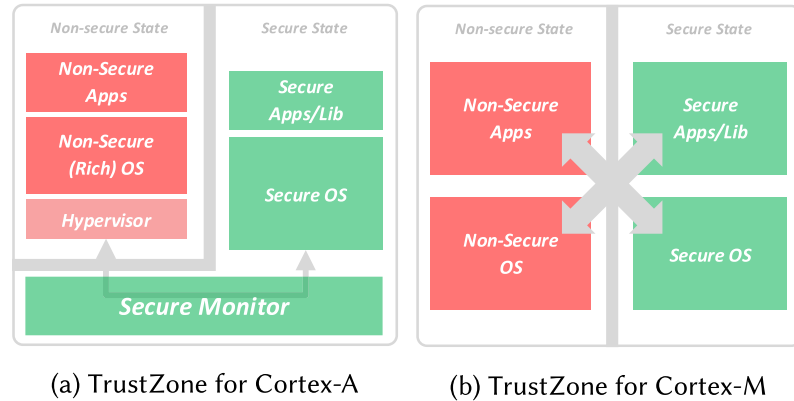 Non-secure State
Secure State
Non-Secure
Apps
Non-Secure
(Rich) OS
Hypervisor
Secure
Apps/Lib
Secure OS
Secure Monitor
(a) TrustZone for Cortex-A
Non-secure State
Secure State
Non-Secure
Apps
Secure
Apps/Lib
Non-Secure
OS
Secure OS
(b) TrustZone for Cortex-M